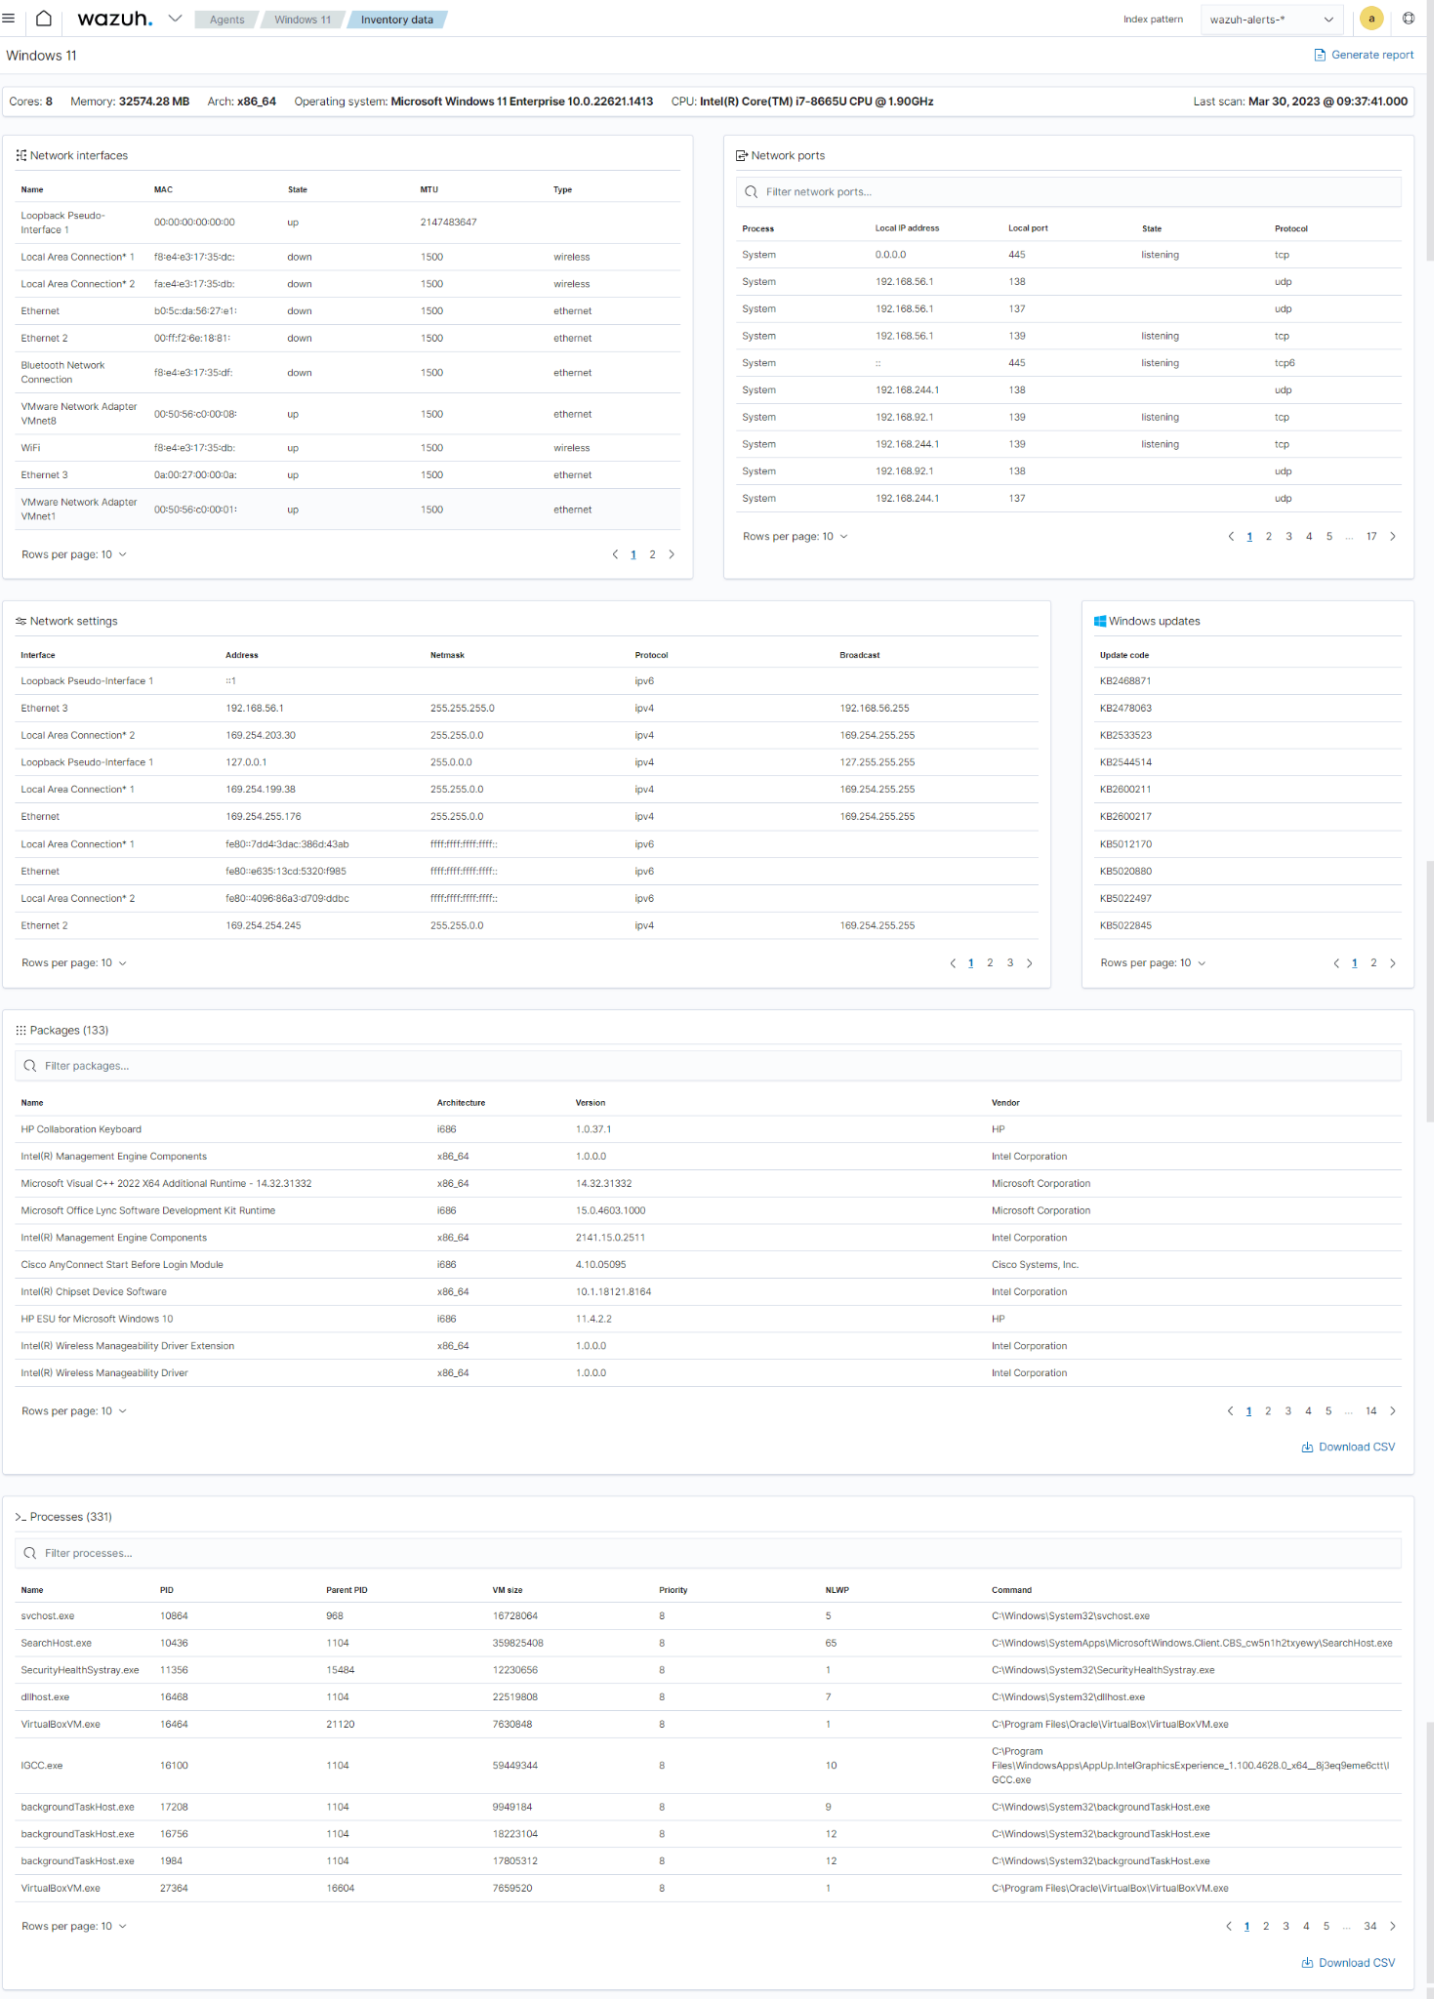 wazuh. Agents Windows 11 Inventory data Index pattern wazuh-alerts-* a
Windows 11 Generate report
Cores: 8 Memory: 32574.28 MB Arch: x86_64 Operating system: Microsoft Windows 11 Enterprise 10.0.22621.1413 CPU: Intel(R) Core(TM) i7-8665U CPU @ 1.90GHz Last scan: Mar 30, 2023 @ 09:37:41.000
Network interfaces
Name MAC State MTU Type
Loopback Pseudo-
Interface 1 00:00:00:00:00:00 up 2147483647
Local Area Connection* 1 f8:e4:e3:17:35:dc: down 1500 wireless
Local Area Connection* 2 fa:e4:e3:17:35:db: down 1500 wireless
Ethernet b0:5c:da:56:27:e1: down 1500 ethernet
Ethernet 2 00:ff:f2:6e:18:81: down 1500 ethernet
Bluetooth Network
Connection f8:e4:e3:17:35:df: down 1500 ethernet
VMware Network Adapter
VMnet8 00:50:56:c0:00:08: up 1500 ethernet
WiFi f8:e4:e3:17:35:db: up 1500 wireless
Ethernet 3 0a:00:27:00:00:0a: up 1500 ethernet
VMware Network Adapter
VMnet1 00:50:56:c0:00:01: up 1500 ethernet
Rows per page: 10 1 2
Network ports
Filter network ports...
Process Local IP address Local port State Protocol
System 0.0.0.0 445 listening tcp
System 192.168.56.1 138 udp
System 192.168.56.1 137 udp
System 192.168.56.1 139 listening tcp
System :: 445 listening tcp6
System 192.168.244.1 138 udp
System 192.168.92.1 139 listening tcp
System 192.168.244.1 139 listening tcp
System 192.168.92.1 138 udp
System 192.168.244.1 137 udp
Rows per page: 10 1 2 3 4 5 ... 17
Network settings
Interface Address Netmask Protocol Broadcast
Loopback Pseudo-Interface 1 ::1 ipv6
Ethernet 3 192.168.56.1 255.255.255.0 ipv4 192.168.56.255
Local Area Connection* 2 169.254.203.30 255.255.0.0 ipv4 169.254.255.255
Loopback Pseudo-Interface 1 127.0.0.1 255.0.0.0 ipv4 127.255.255.255
Local Area Connection* 1 169.254.199.38 255.255.0.0 ipv4 169.254.255.255
Ethernet 169.254.255.176 255.255.0.0 ipv4 169.254.255.255
Local Area Connection* 1 fe80::7dd4:3dac:386d:43ab ffff:ffff:ffff:ffff:: ipv6
Ethernet fe80::e635:13cd:5320:f985 ffff:ffff:ffff:ffff:: ipv6
Local Area Connection* 2 fe80::4096:86a3:d709:ddbc ffff:ffff:ffff:ffff:: ipv6
Ethernet 2 169.254.254.245 255.255.0.0 ipv4 169.254.255.255
Rows per page: 10 1 2 3
Windows updates
Update code
KB2468871
KB2478063
KB2533523
KB2544514
KB2600211
KB2600217
KB5012170
KB5020880
KB5022497
KB5022845
Rows per page: 10 1 2
Packages (133)
Filter packages...
Name Architecture Version Vendor
HP Collaboration Keyboard i686 1.0.37.1 HP
Intel(R) Management Engine Components x86_64 1.0.0.0 Intel Corporation
Microsoft Visual C++ 2022 X64 Additional Runtime - 14.32.31332 x86_64 14.32.31332 Microsoft Corporation
Microsoft Office Lync Software Development Kit Runtime i686 15.0.4603.1000 Microsoft Corporation
Intel(R) Management Engine Components x86_64 2141.15.0.2511 Intel Corporation
Cisco AnyConnect Start Before Login Module i686 4.10.05095 Cisco Systems, Inc.
Intel(R) Chipset Device Software x86_64 10.1.18121.8164 Intel Corporation
HP ESU for Microsoft Windows 10 i686 11.4.2.2 HP
Intel(R) Wireless Manageability Driver Extension x86_64 1.0.0.0 Intel Corporation
Intel(R) Wireless Manageability Driver x86_64 1.0.0.0 Intel Corporation
Rows per page: 10 1 2 3 4 5 ... 14
Download CSV
>_ Processes (331)
Filter processes...
Name PID Parent PID VM size Priority NLWP Command
svchost.exe 10864 968 16728064 8 5 C:\Windows\System32\svchost.exe
SearchHost.exe 10436 1104 359825408 8 65 C:\Windows\SystemApps\MicrosoftWindows.Client.CBS_cw5n1h2txyewy\SearchHost.exe
SecurityHealthSystray.exe 11356 15484 12230656 8 1 C:\Windows\System32\SecurityHealthSystray.exe
dllhost.exe 16468 1104 22519808 8 7 C:\Windows\System32\dllhost.exe
VirtualBoxVM.exe 16464 21120 7630848 8 1 C:\Program Files\Oracle\VirtualBox\VirtualBoxVM.exe
IGCC.exe 16100 1104 59449344 8 10 C:\Program
Files\WindowsApps\AppUp.IntelGraphicsExperience_1.100.4628.0_x64__8j3eq9eme6ctt\I
GCC.exe
backgroundTaskHost.exe 17208 1104 9949184 8 9 C:\Windows\System32\backgroundTaskHost.exe
backgroundTaskHost.exe 16756 1104 18223104 8 12 C:\Windows\System32\backgroundTaskHost.exe
backgroundTaskHost.exe 1984 1104 17805312 8 12 C:\Windows\System32\backgroundTaskHost.exe
VirtualBoxVM.exe 27364 16604 7659520 8 1 C:\Program Files\Oracle\VirtualBox\VirtualBoxVM.exe
Rows per page: 10 1 2 3 4 5 ... 34
Download CSV